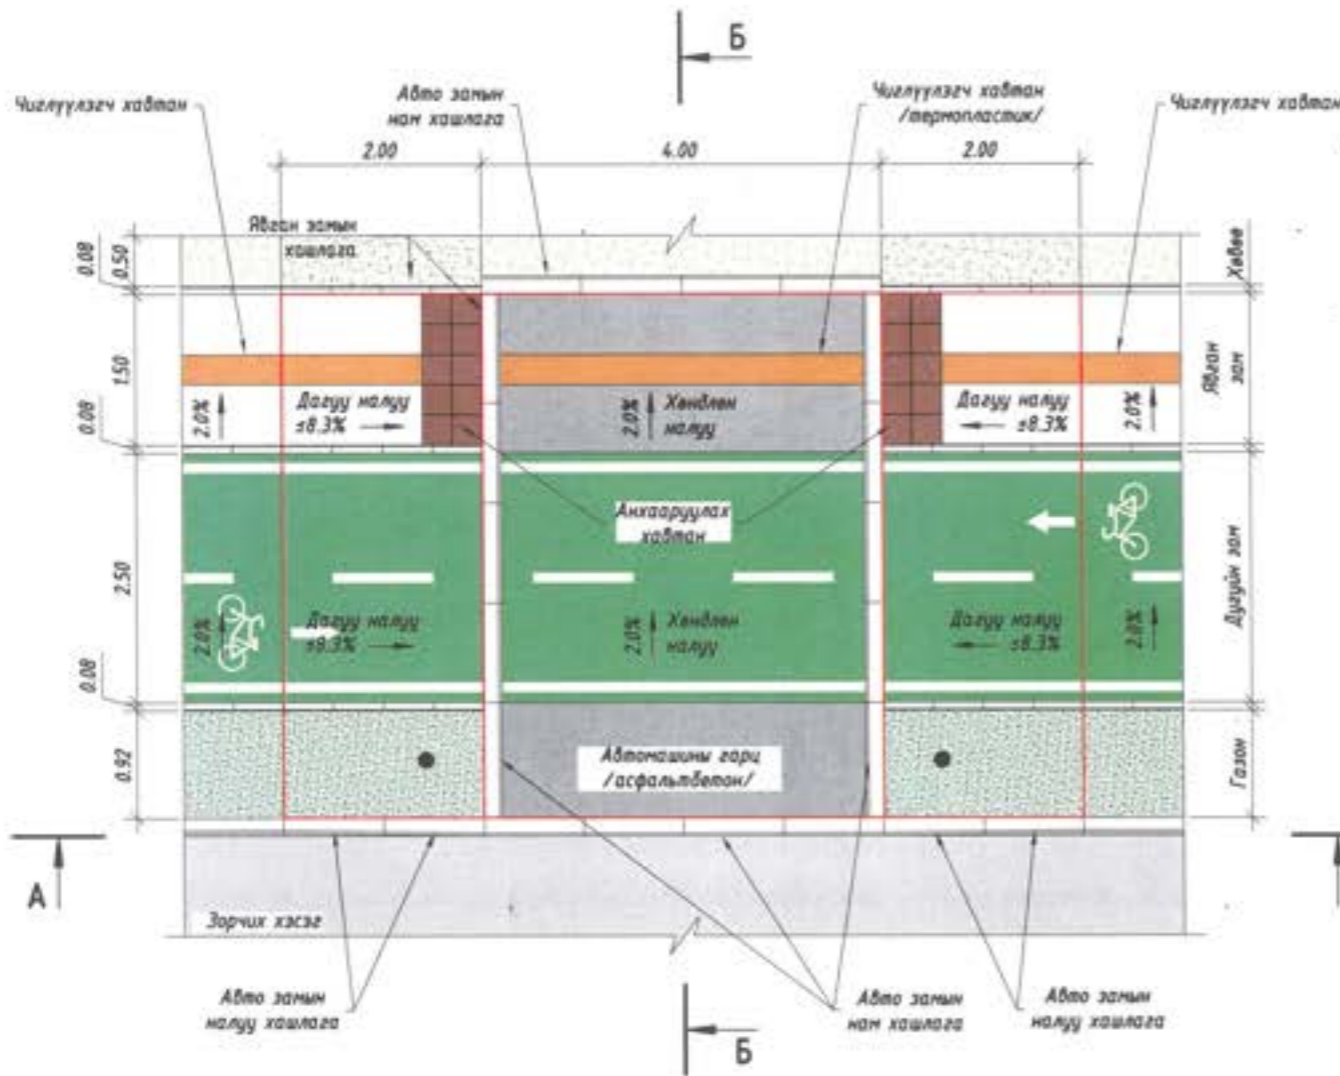 Б
Чиглүүлэгч хавтан
Авто замын
нам хашлага
Чиглүүлэгч хавтан
/термопластик/
Чиглүүлэгч хавтан
2.00
4.00
2.00
Явган замын
хашлага
0.08
0.50
Хөвөө
1.50
Явган
зам
2.0%
Дагуу налуу
≤8.3%
2.0%
Хөндлөн
налуу
Дагуу налуу
≤8.3%
2.0%
0.08
Анхааруулах
хавтан
2.50
Дугуйн зам
2.0%
Дагуу налуу
≤8.3%
2.0%
Хөндлөн
налуу
Дагуу налуу
≤8.3%
2.0%
0.08
0.92
Автомашины гарц
/асфальтбетон/
Газон
А
Зорчих хэсэг
Авто замын
налуу хашлага
Авто замын
нам хашлага
Авто замын
налуу хашлага
Б